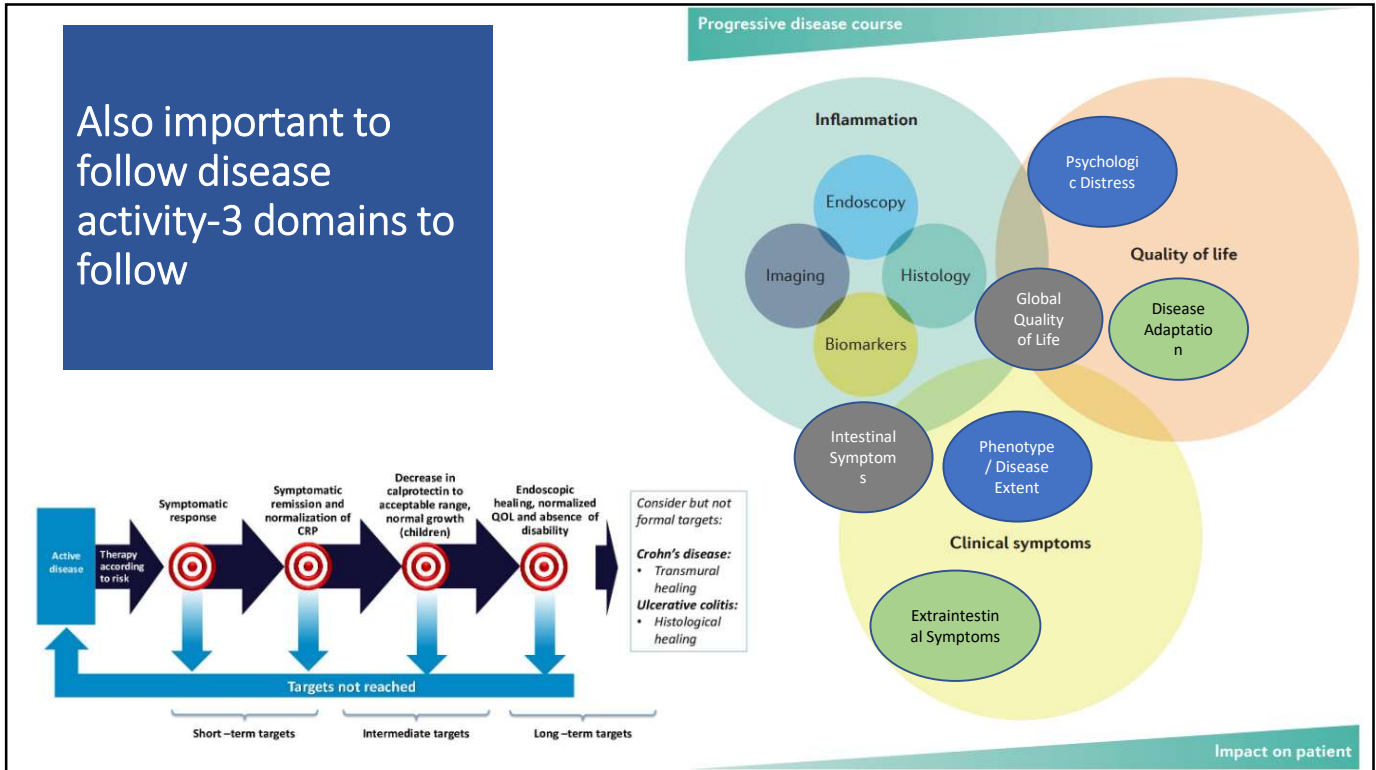 Also important to
follow disease
activity-3 domains to
follow
Progressive disease course
Inflammation
Endoscopy
Imaging
Histology
Biomarkers
Psychologi
c Distress
Quality of life
Global
Quality
of Life
Disease
Adaptatio
n
Intestinal
Symptom
s
Phenotype
/ Disease
Extent
Clinical symptoms
Extraintestin
al Symptoms
Impact on patient
Active
disease
Therapy
according
to risk
Symptomatic
response
Symptomatic
remission and
normalization of
CRP
Decrease in
calprotectin to
acceptable range,
normal growth
(children)
Endoscopic
healing, normalized
QOL and absence of
disability
Consider but not
formal targets:
Crohn's disease:
• Transmural
healing
Ulcerative colitis:
• Histological
healing
Targets not reached
Short –term targets
Intermediate targets
Long –term targets